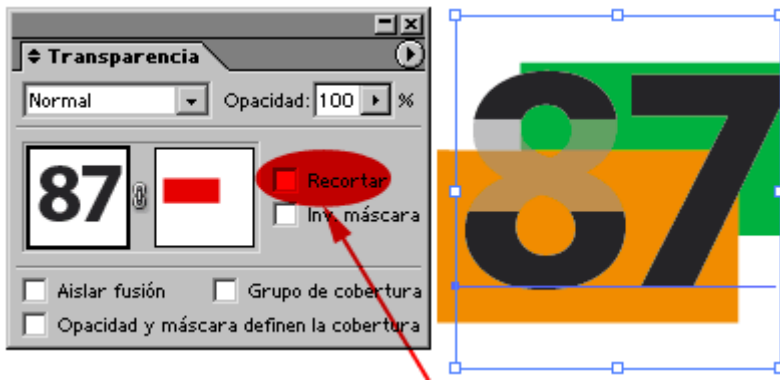 Transparencia
Normal Opacidad: 100 %
87
Recortar
Inv. máscara
Aislar fusión Grupo de cobertura
Opacidad y máscara definen la cobertura
87